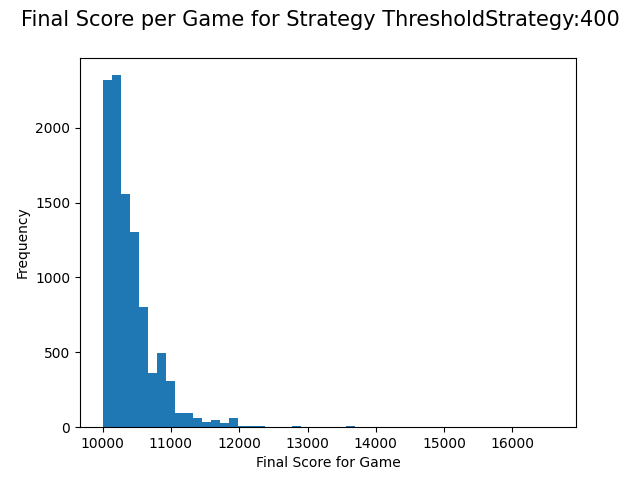 Final Score per Game for Strategy ThresholdStrategy:400
Frequency
2000
1500
1000
500
0
10000 11000 12000 13000 14000 15000 16000
Final Score for Game